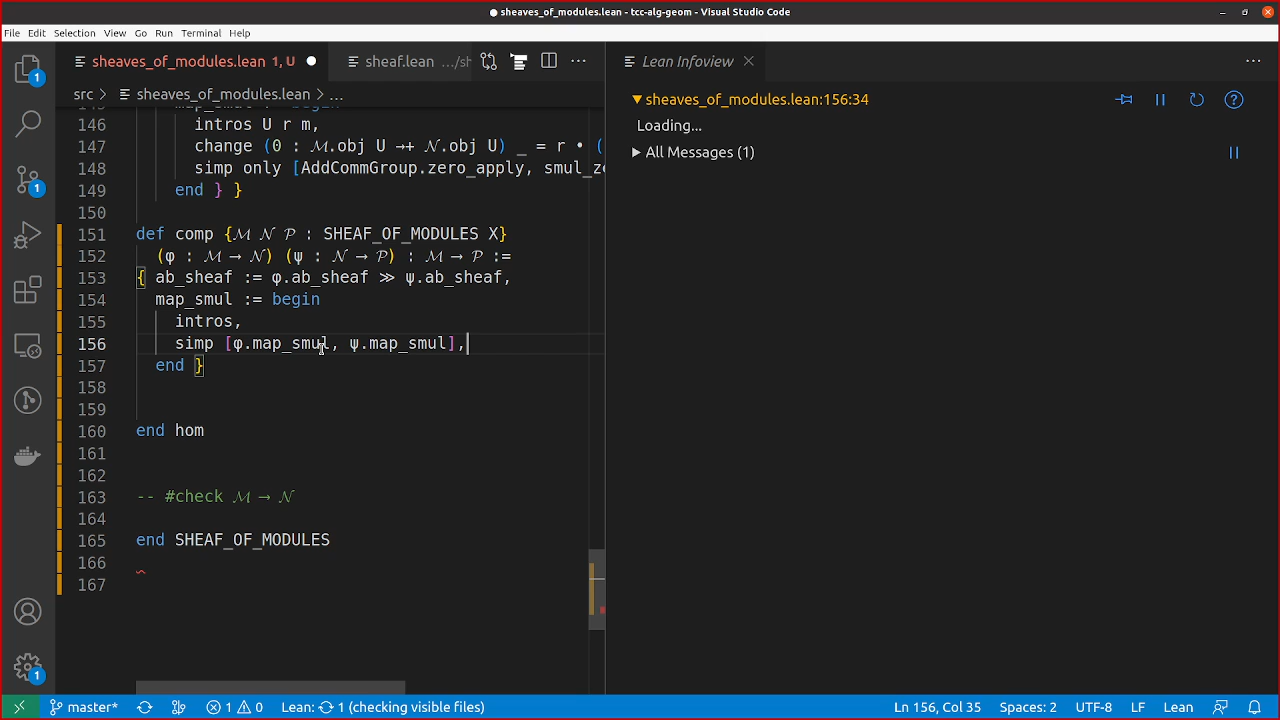 ● sheaves_of_modules.lean - tcc-alg-geom - Visual Studio Code
File Edit Selection View Go Run Terminal Help
sheaves_of_modules.lean 1, U ● sheaf.lean .../sh
Lean Infoview
src > sheaves_of_modules.lean > ...
sheaves_of_modules.lean:156:34
Loading...
All Messages (1)
146 intros U r m,
147 change (0 : ℳ.obj U →+ 𝒩.obj U) _ = r • (
148 simp only [AddCommGroup.zero_apply, smul_ze
149 end } }
150
151 def comp {ℳ 𝒩 𝒫 : SHEAF_OF_MODULES X}
152 (φ : ℳ → 𝒩) (ψ : 𝒩 → 𝒫) : ℳ → 𝒫 :=
153 { ab_sheaf := φ.ab_sheaf ≫ ψ.ab_sheaf,
154 map_smul := begin
155 intros,
156 simp [φ.map_smul, ψ.map_smul],
157 end }
158
159
160 end hom
161
162
163 -- #check ℳ → 𝒩
164
165 end SHEAF_OF_MODULES
166
167
1
1
1
master* 1 0 Lean: 1 (checking visible files) Ln 156, Col 35 Spaces: 2 UTF-8 LF Lean